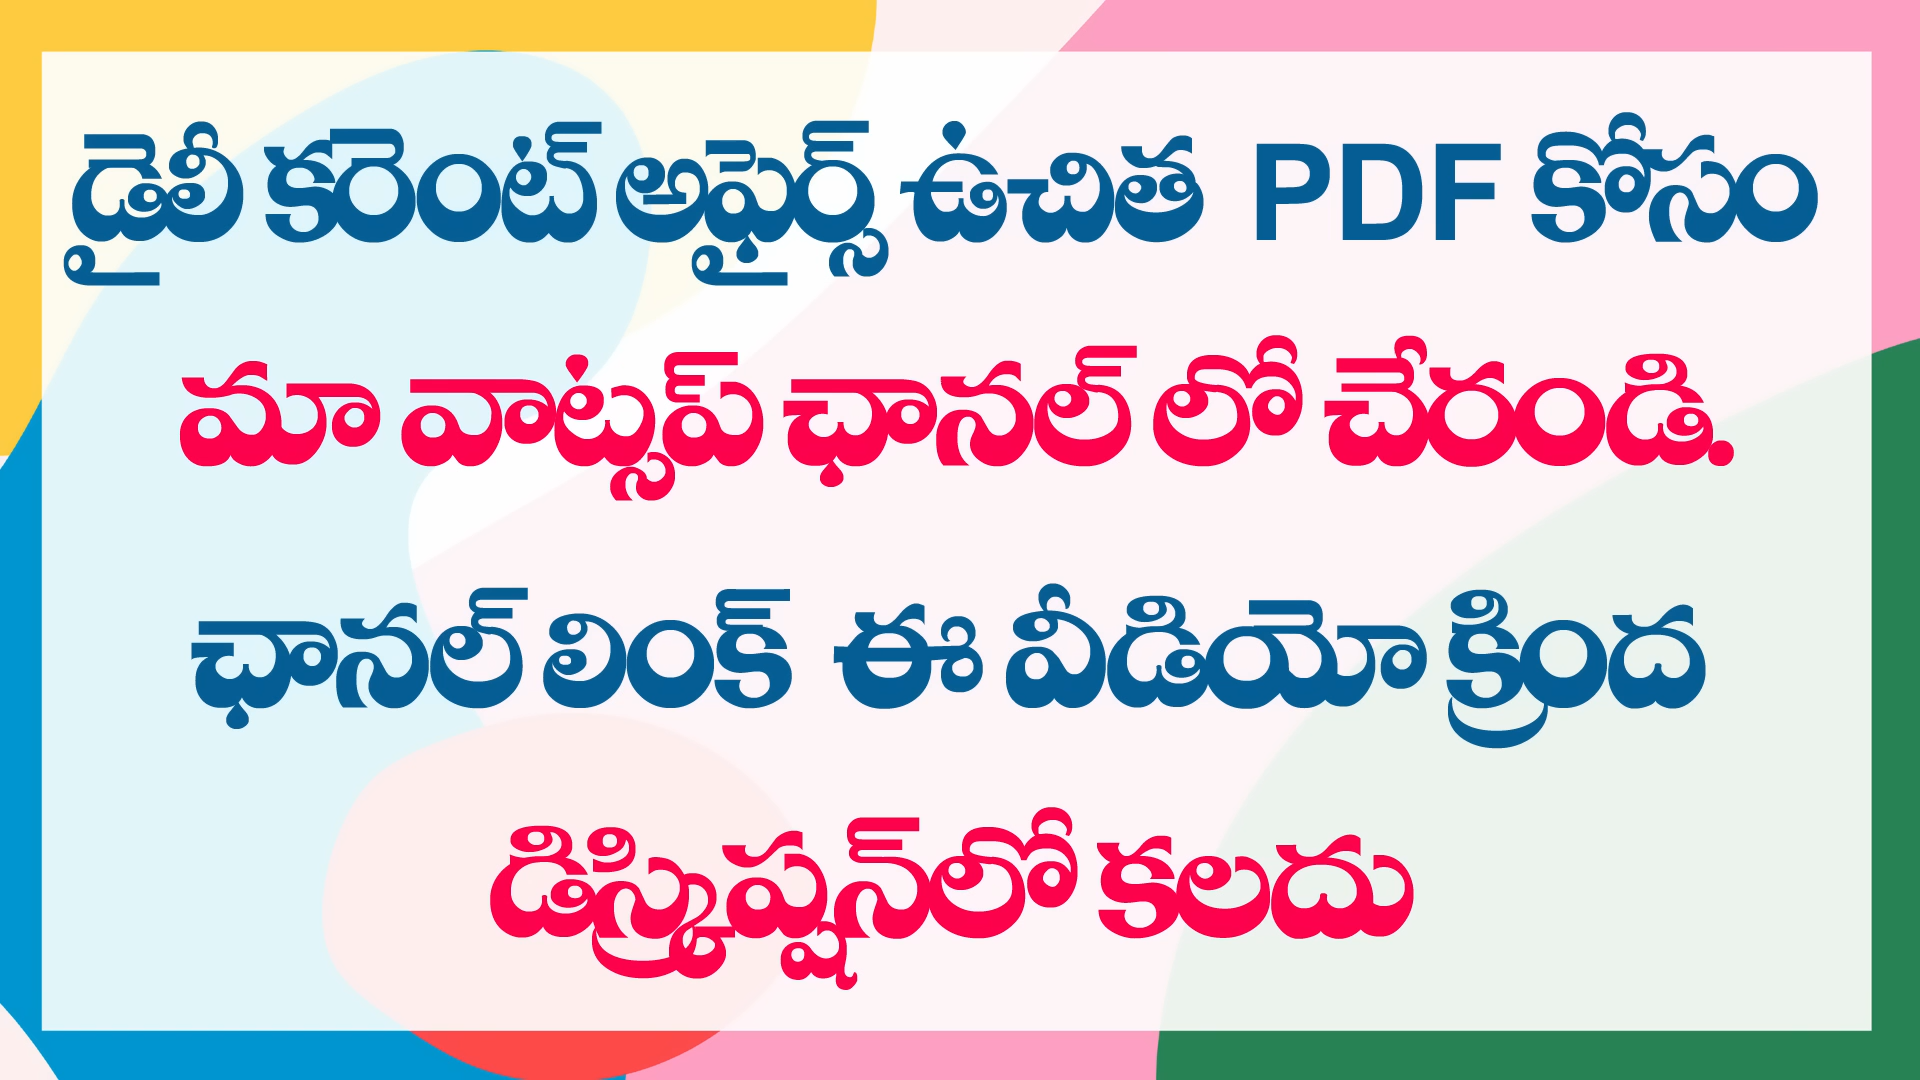 డైలీ కరెంట్ అఫైర్స్ ఉచిత PDF కోసం
మా వాట్సప్ ఛానల్ లో చేరండి.
ఛానల్ లింక్ ఈ వీడియో క్రింద
డిస్క్రిప్షన్‌లో కలదు